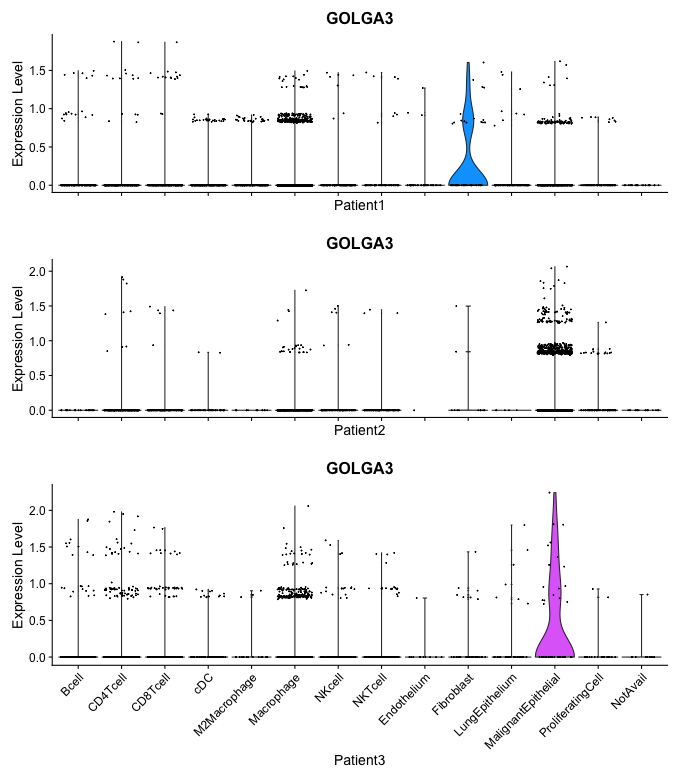 GOLGA3
Expression Level
1.5
1.0
0.5
0.0
Patient1
GOLGA3
Expression Level
2.0
1.5
1.0
0.5
0.0
Patient2
GOLGA3
Expression Level
2.0
1.5
1.0
0.5
0.0
Bcell
CD4Tcell
CD8Tcell
cDC
M2Macrophage
Macrophage
NKcell
NKTcell
Endothelium
Fibroblast
LungEpithelium
MalignantEpithelial
ProliferatingCell
NotAvail
Patient3